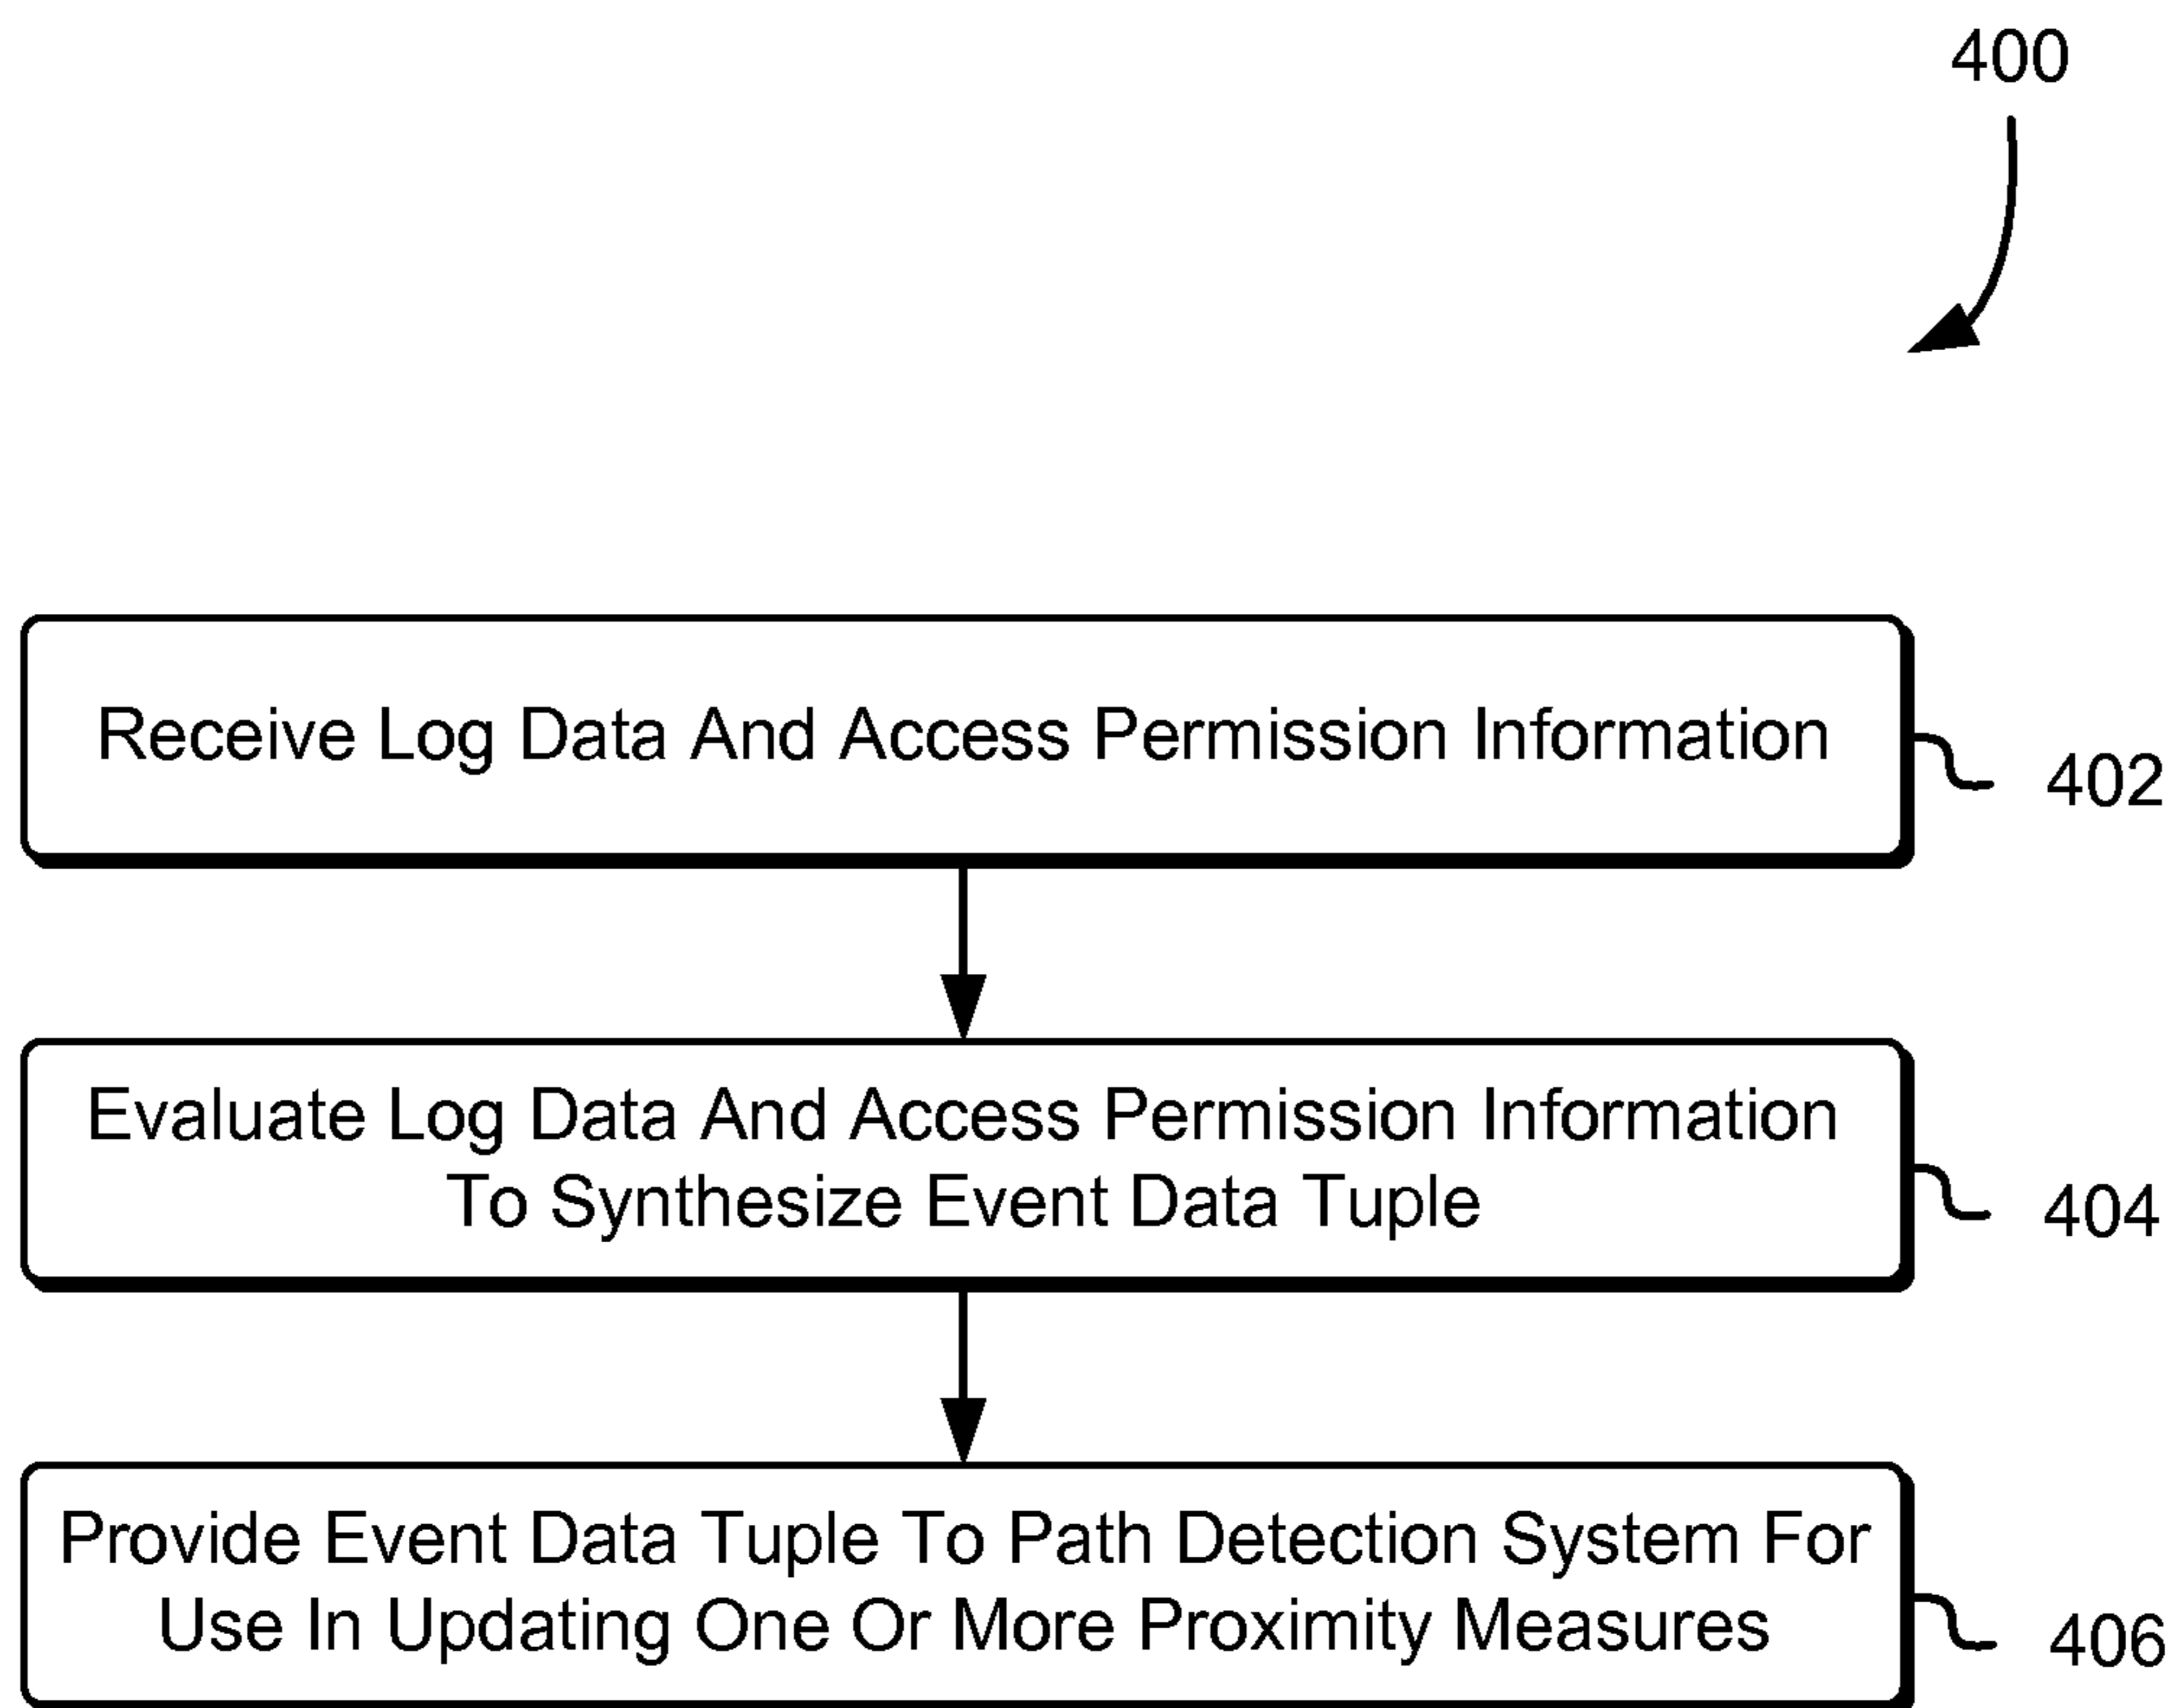 400
Receive Log Data And Access Permission Information
402
Evaluate Log Data And Access Permission Information
To Synthesize Event Data Tuple
404
Provide Event Data Tuple To Path Detection System For
Use In Updating One Or More Proximity Measures
406